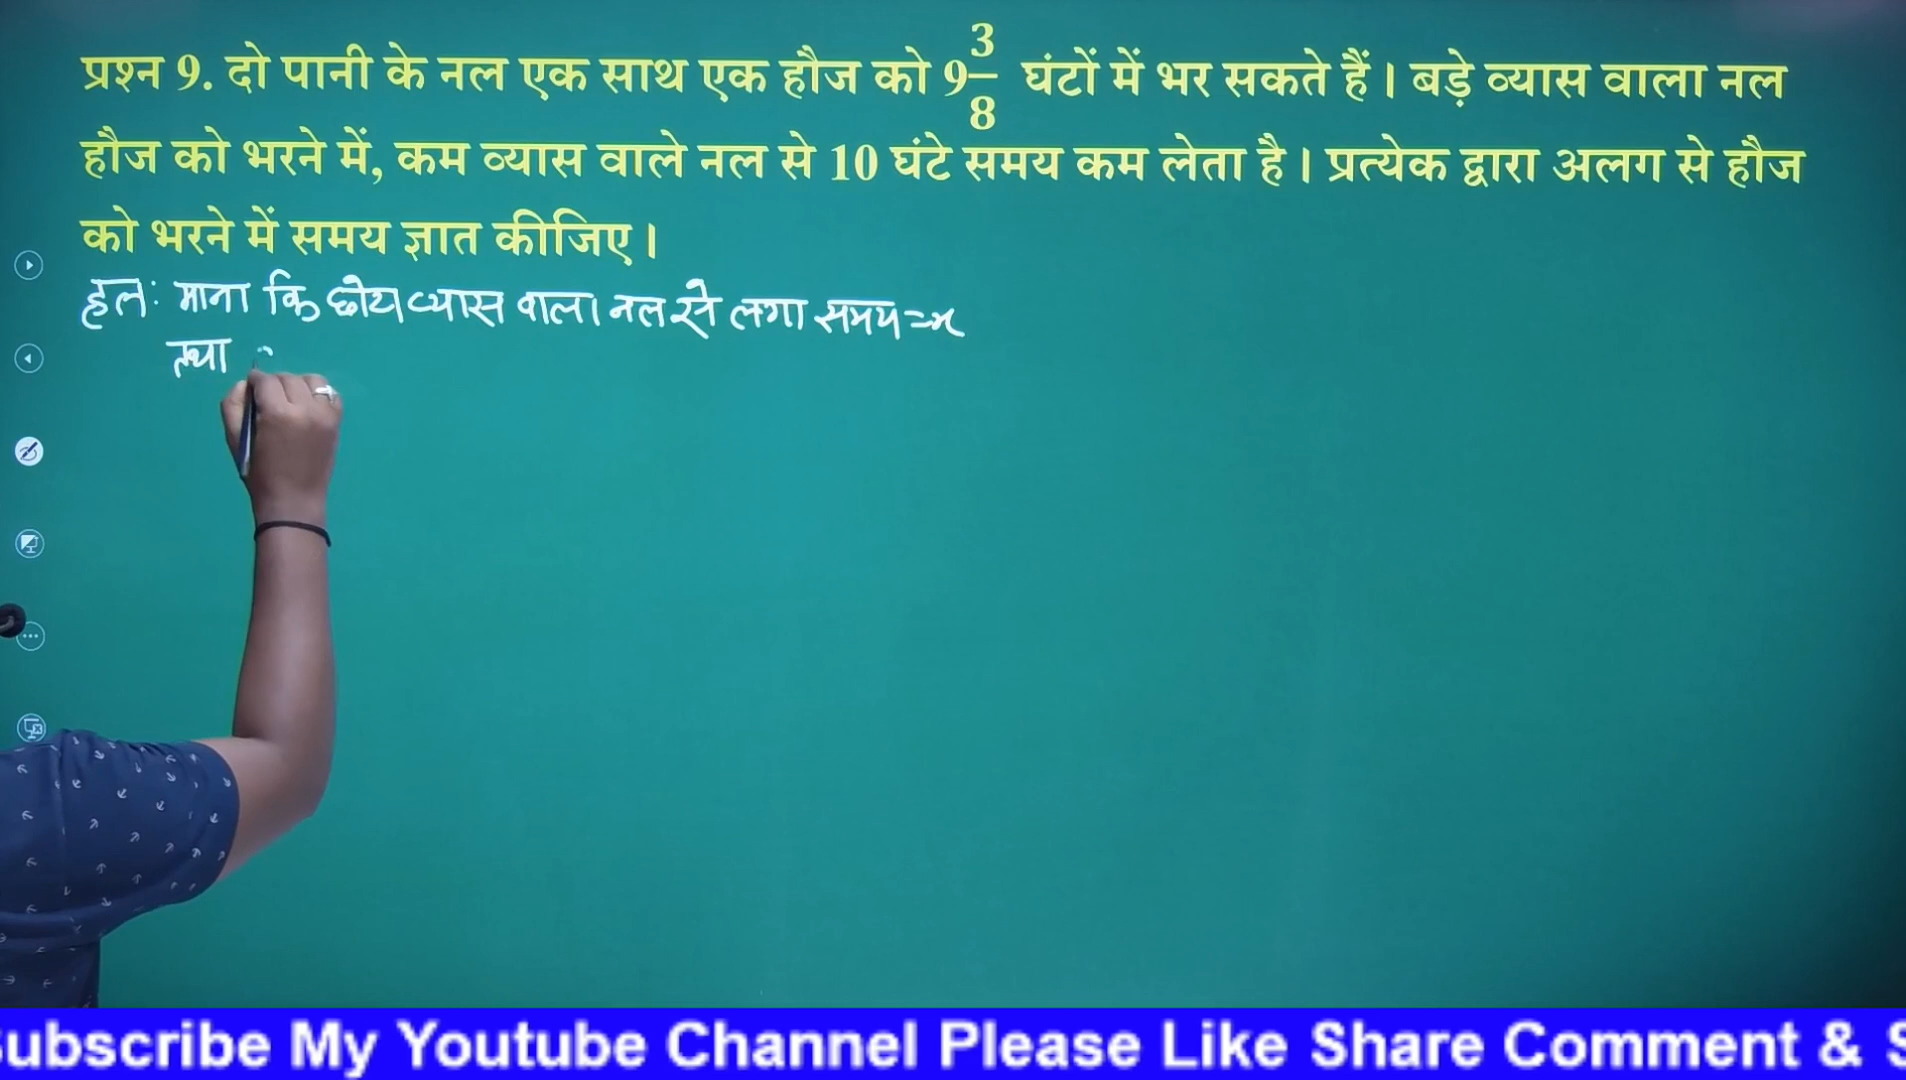 प्रश्न 9. दो पानी के नल एक साथ एक हौज को 9 3/8 घंटों में भर सकते हैं । बड़े व्यास वाला नल
हौज को भरने में, कम व्यास वाले नल से 10 घंटे समय कम लेता है । प्रत्येक द्वारा अलग से हौज
को भरने में समय ज्ञात कीजिए ।
हल: माना कि छोटा व्यास वाला नल से लगा समय = x
तथा
ubscribe My Youtube Channel Please Like Share Comment & S